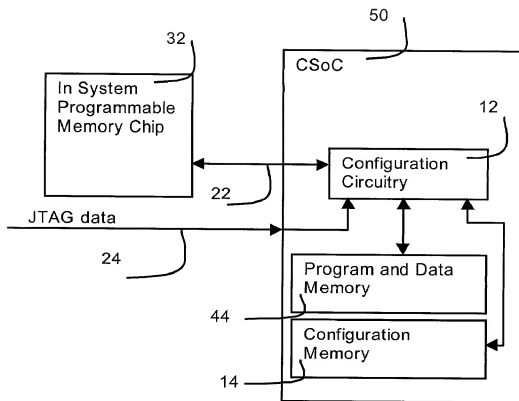 32
50
CSoC
In System
Programmable
Memory Chip
12
Configuration
Circuitry
22
JTAG data
24
Program and Data
Memory
44
Configuration
Memory
14